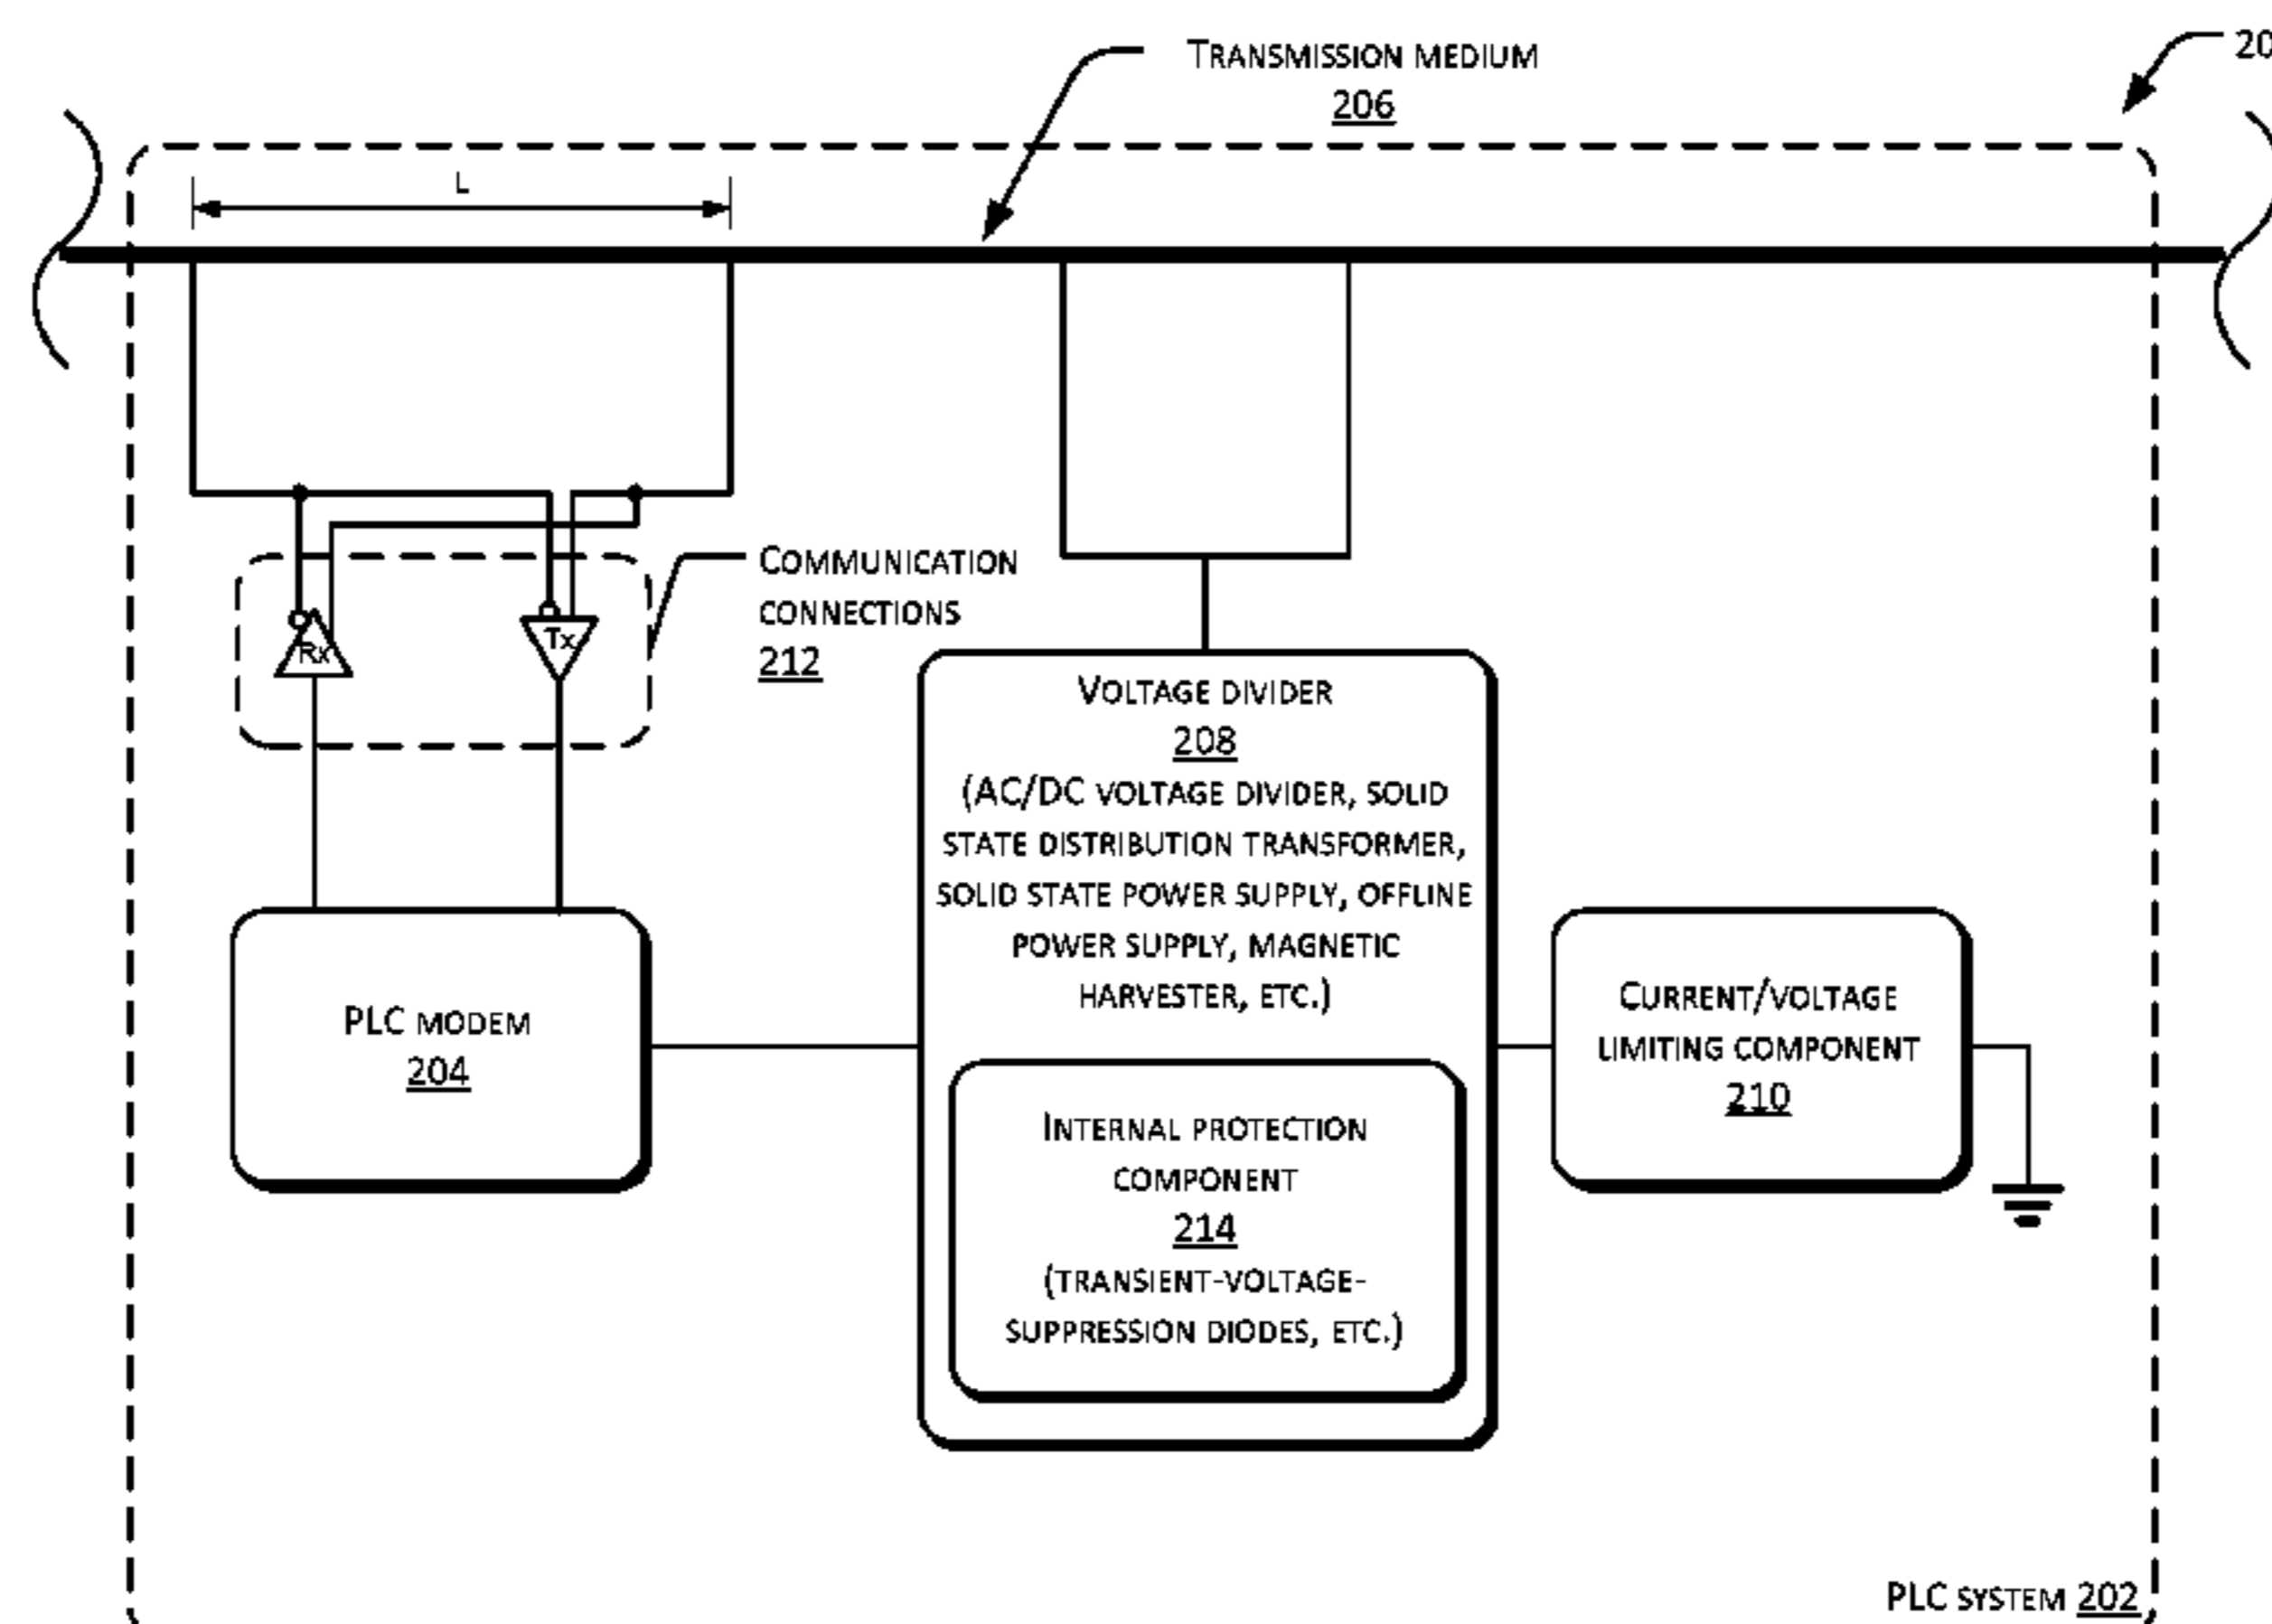 TRANSMISSION MEDIUM
206
20
L
COMMUNICATION
CONNECTIONS
212
Rx
Tx
VOLTAGE DIVIDER
208
(AC/DC VOLTAGE DIVIDER, SOLID
STATE DISTRIBUTION TRANSFORMER,
SOLID STATE POWER SUPPLY, OFFLINE
POWER SUPPLY, MAGNETIC
HARVESTER, ETC.)
PLC MODEM
204
CURRENT/VOLTAGE
LIMITING COMPONENT
210
INTERNAL PROTECTION
COMPONENT
214
(TRANSIENT-VOLTAGE-
SUPPRESSION DIODES, ETC.)
PLC SYSTEM 202